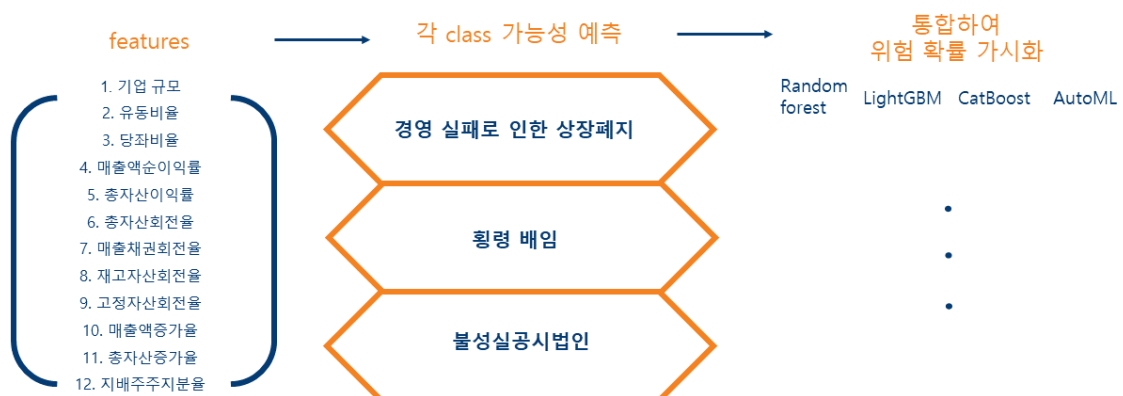 features
각 class 가능성 예측
통합하여
위험 확률 가시화
1. 기업 규모
2. 유동비율
3. 당좌비율
4. 매출액순이익률
5. 총자산이익률
6. 총자산회전율
7. 매출채권회전율
8. 재고자산회전율
9. 고정자산회전율
10. 매출액증가율
11. 총자산증가율
12. 지배주주지분율
경영 실패로 인한 상장폐지
횡령 배임
불성실공시법인
Random
forest
LightGBM
CatBoost
AutoML